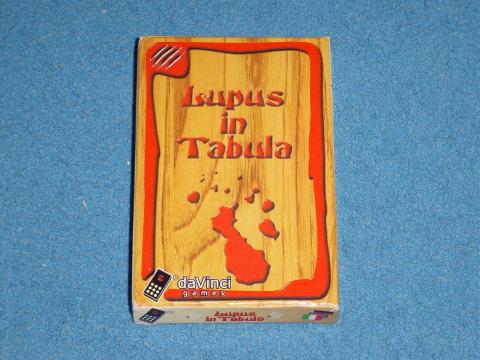 Lupus
in
Tabula
daVinci
games
Lupus
in Tabula